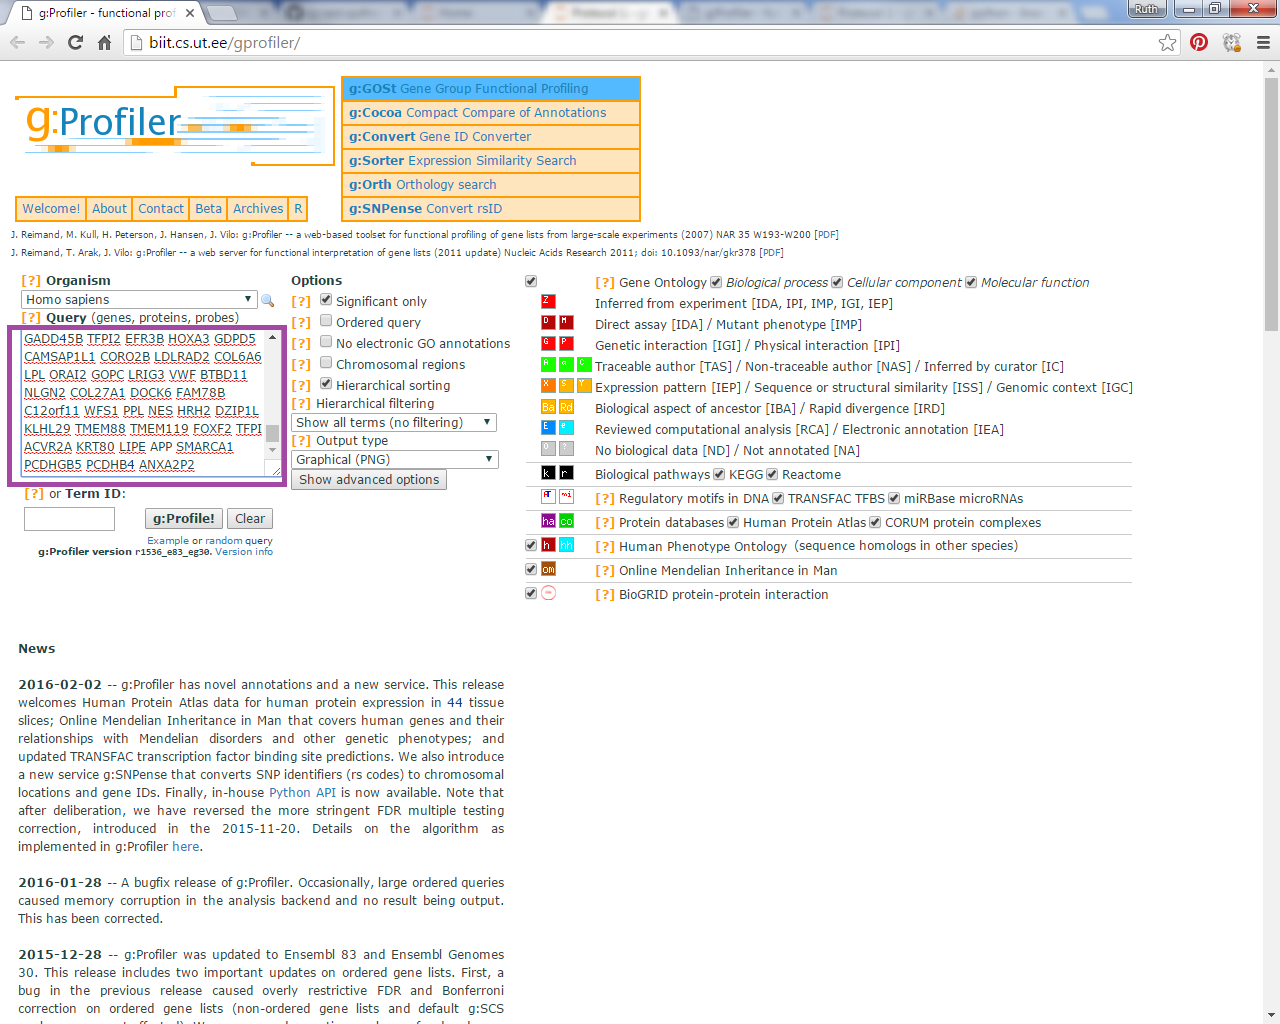 g:Profiler - functional prof
Ruth
biit.cs.ut.ee/gprofiler/
g:Profiler
g:GOSt Gene Group Functional Profiling
g:Cocoa Compact Compare of Annotations
g:Convert Gene ID Converter
g:Sorter Expression Similarity Search
g:Orth Orthology search
g:SNPense Convert rsID
Welcome! About Contact Beta Archives R
J. Reimand, M. Kull, H. Peterson, J. Hansen, J. Vilo: g:Profiler -- a web-based toolset for functional profiling of gene lists from large-scale experiments (2007) NAR 35 W193-W200 [PDF]
J. Reimand, T. Arak, J. Vilo: g:Profiler -- a web server for functional interpretation of gene lists (2011 update) Nucleic Acids Research 2011; doi: 10.1093/nar/gkr378 [PDF]
[?] Organism
Homo sapiens
[?] Query (genes, proteins, probes)
GADD45B TFPI2 EFR3B HOXA3 GDPD5
CAMSAP1L1 CORO2B LDLRAD2 COL6A6
LPL ORAI2 GOPC LRIG3 VWF BTBD11
NLGN2 COL27A1 DOCK6 FAM78B
C12orf11 WFS1 PPL NES HRH2 DZIP1L
KLHL29 TMEM88 TMEM119 FOXF2 TFPI
ACVR2A KRT80 LIPE APP SMARCA1
PCDHGB5 PCDHB4 ANXA2P2
[?] or Term ID:
g:Profile! Clear
Example or random query
g:Profiler version r1536_e83_eg30. Version info
Options
[?] Significant only
[?] Ordered query
[?] No electronic GO annotations
[?] Chromosomal regions
[?] Hierarchical sorting
[?] Hierarchical filtering
Show all terms (no filtering)
[?] Output type
Graphical (PNG)
Show advanced options
[?] Gene Ontology Biological process Cellular component Molecular function
Z Inferred from experiment [IDA, IPI, IMP, IGI, IEP]
D M Direct assay [IDA] / Mutant phenotype [IMP]
G P Genetic interaction [IGI] / Physical interaction [IPI]
Traceable author [TAS] / Non-traceable author [NAS] / Inferred by curator [IC]
Expression pattern [IEP] / Sequence or structural similarity [ISS] / Genomic context [IGC]
Ba Rd Biological aspect of ancestor [IBA] / Rapid divergence [IRD]
Reviewed computational analysis [RCA] / Electronic annotation [IEA]
No biological data [ND] / Not annotated [NA]
k r Biological pathways KEGG Reactome
[?] Regulatory motifs in DNA TRANSFAC TFBS miRBase microRNAs
ha co [?] Protein databases Human Protein Atlas CORUM protein complexes
h hh [?] Human Phenotype Ontology (sequence homologs in other species)
om [?] Online Mendelian Inheritance in Man
[?] BioGRID protein-protein interaction
News
2016-02-02 -- g:Profiler has novel annotations and a new service. This release
welcomes Human Protein Atlas data for human protein expression in 44 tissue
slices; Online Mendelian Inheritance in Man that covers human genes and their
relationships with Mendelian disorders and other genetic phenotypes; and
updated TRANSFAC transcription factor binding site predictions. We also introduce
a new service g:SNPense that converts SNP identifiers (rs codes) to chromosomal
locations and gene IDs. Finally, in-house Python API is now available. Note that
after deliberation, we have reversed the more stringent FDR multiple testing
correction, introduced in the 2015-11-20. Details on the algorithm as
implemented in g:Profiler here.
2016-01-28 -- A bugfix release of g:Profiler. Occasionally, large ordered queries
caused memory corruption in the analysis backend and no result being output.
This has been corrected.
2015-12-28 -- g:Profiler was updated to Ensembl 83 and Ensembl Genomes
30. This release includes two important updates on ordered gene lists. First, a
bug in the previous release caused overly restrictive FDR and Bonferroni
correction on ordered gene lists (non-ordered gene lists and default g:SCS